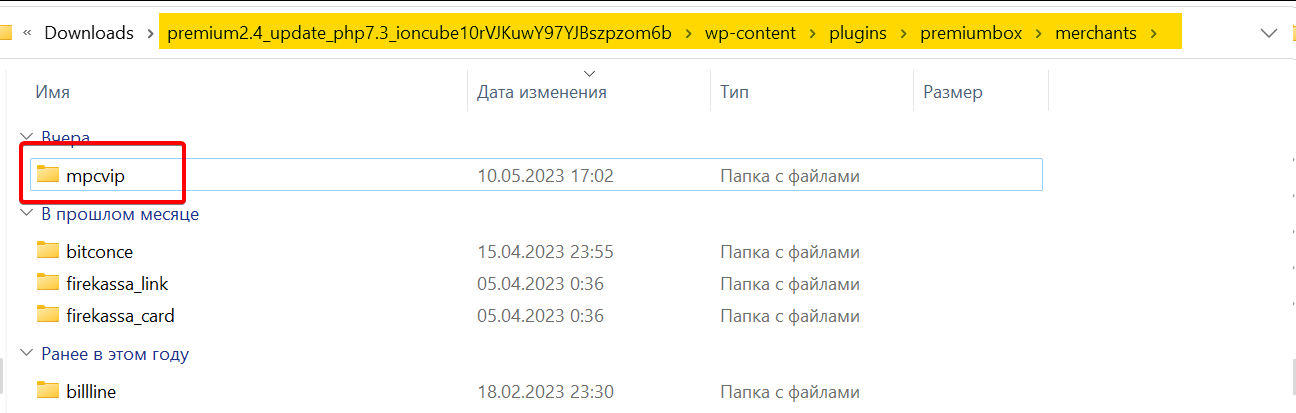 « Downloads > premium2.4_update_php7.3_ioncube10rVJKuwY97YJBszpzom6b > wp-content > plugins > premiumbox > merchants >
Имя Дата изменения Тип Размер
Вчера
mpcvip 10.05.2023 17:02 Папка с файлами
В прошлом месяце
bitconce 15.04.2023 23:55 Папка с файлами
firekassa_link 05.04.2023 0:36 Папка с файлами
firekassa_card 05.04.2023 0:36 Папка с файлами
Ранее в этом году
billline 18.02.2023 23:30 Папка с файлами